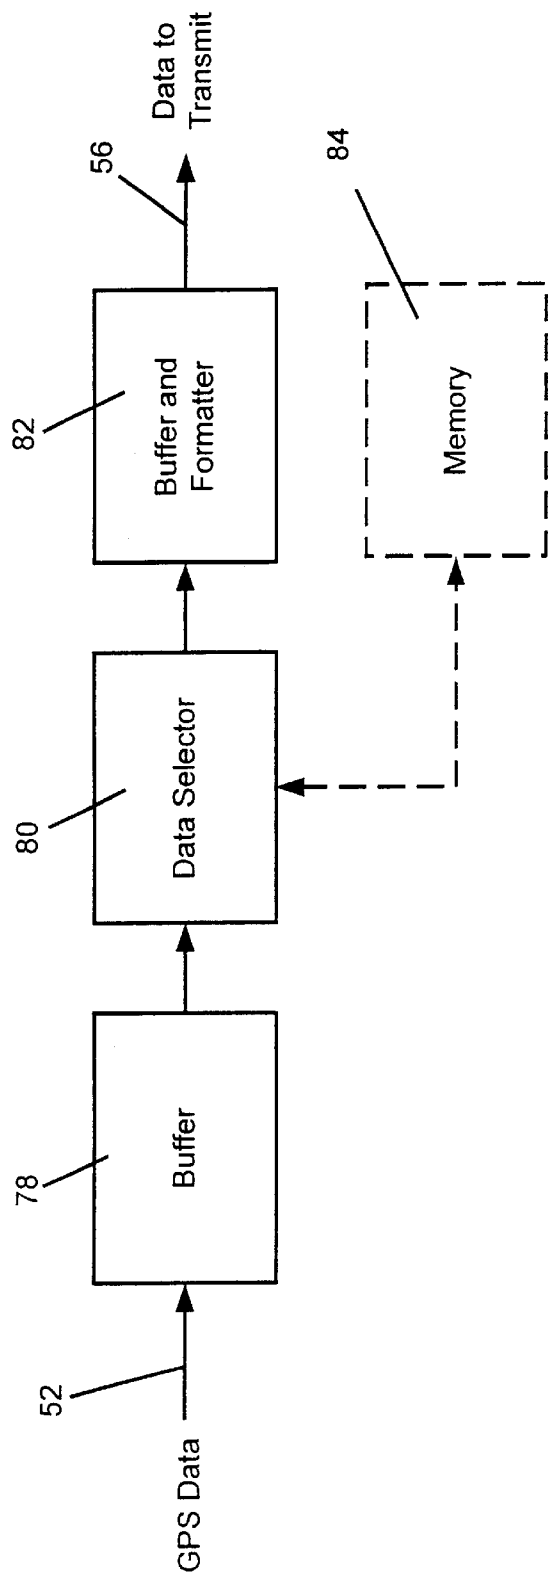 GPS Data
52
78
Buffer
80
Data Selector
82
Buffer and
Formatter
56
Data to
Transmit
84
Memory